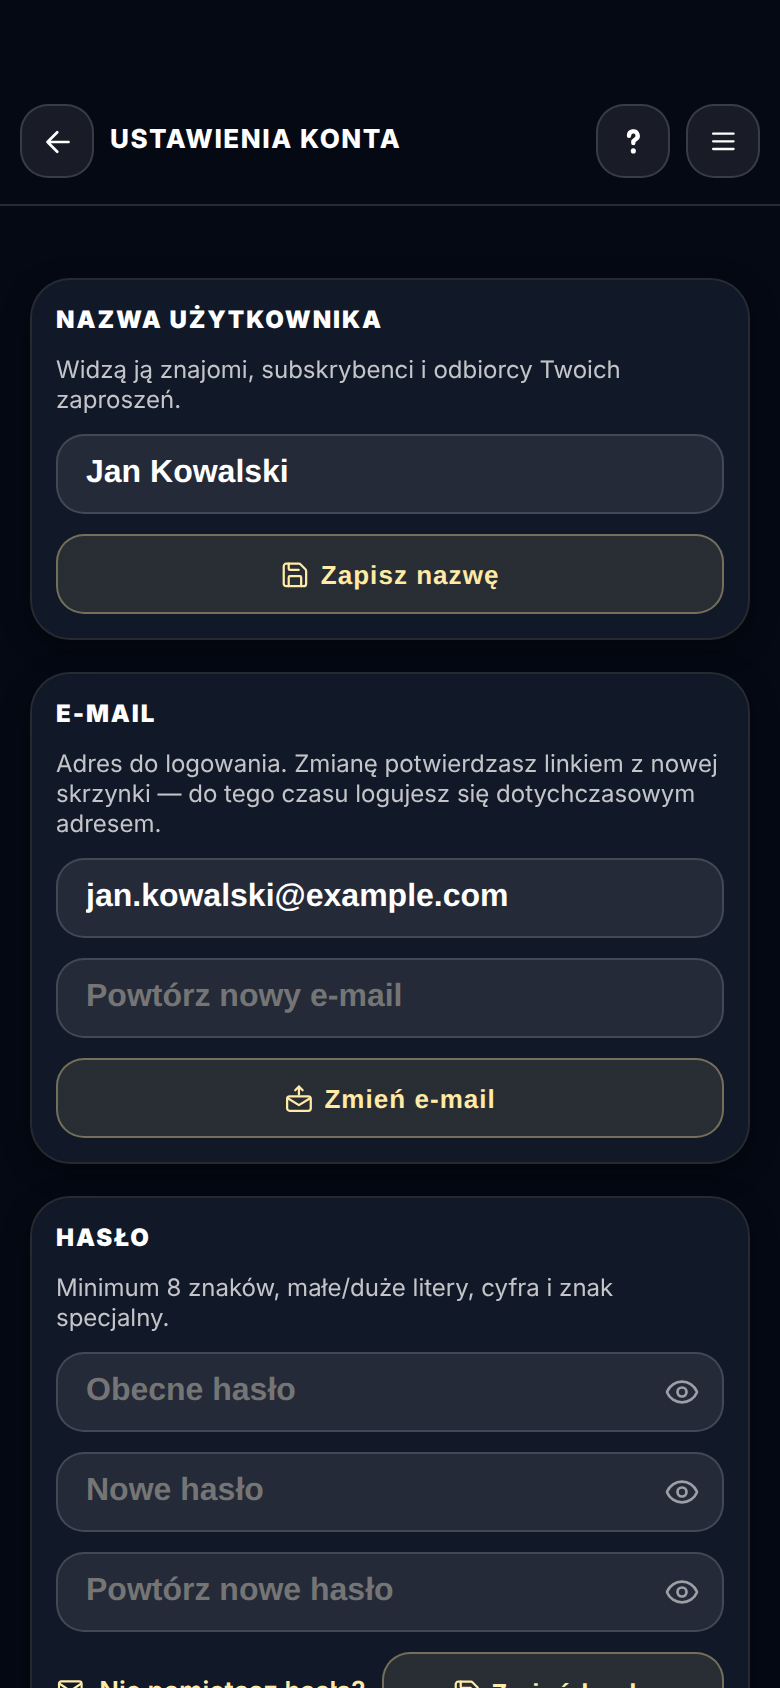 USTAWIENIA KONTA
?
NAZWA UŻYTKOWNIKA
Widzą ją znajomi, subskrybenci i odbiorcy Twoich
zaproszeń.
Jan Kowalski
Zapisz nazwę
E-MAIL
Adres do logowania. Zmianę potwierdzasz linkiem z nowej
skrzynki — do tego czasu logujesz się dotychczasowym
adresem.
jan.kowalski@example.com
Powtórz nowy e-mail
Zmień e-mail
HASŁO
Minimum 8 znaków, małe/duże litery, cyfra i znak
specjalny.
Obecne hasło
Nowe hasło
Powtórz nowe hasło
Nie pamiętasz hasła?